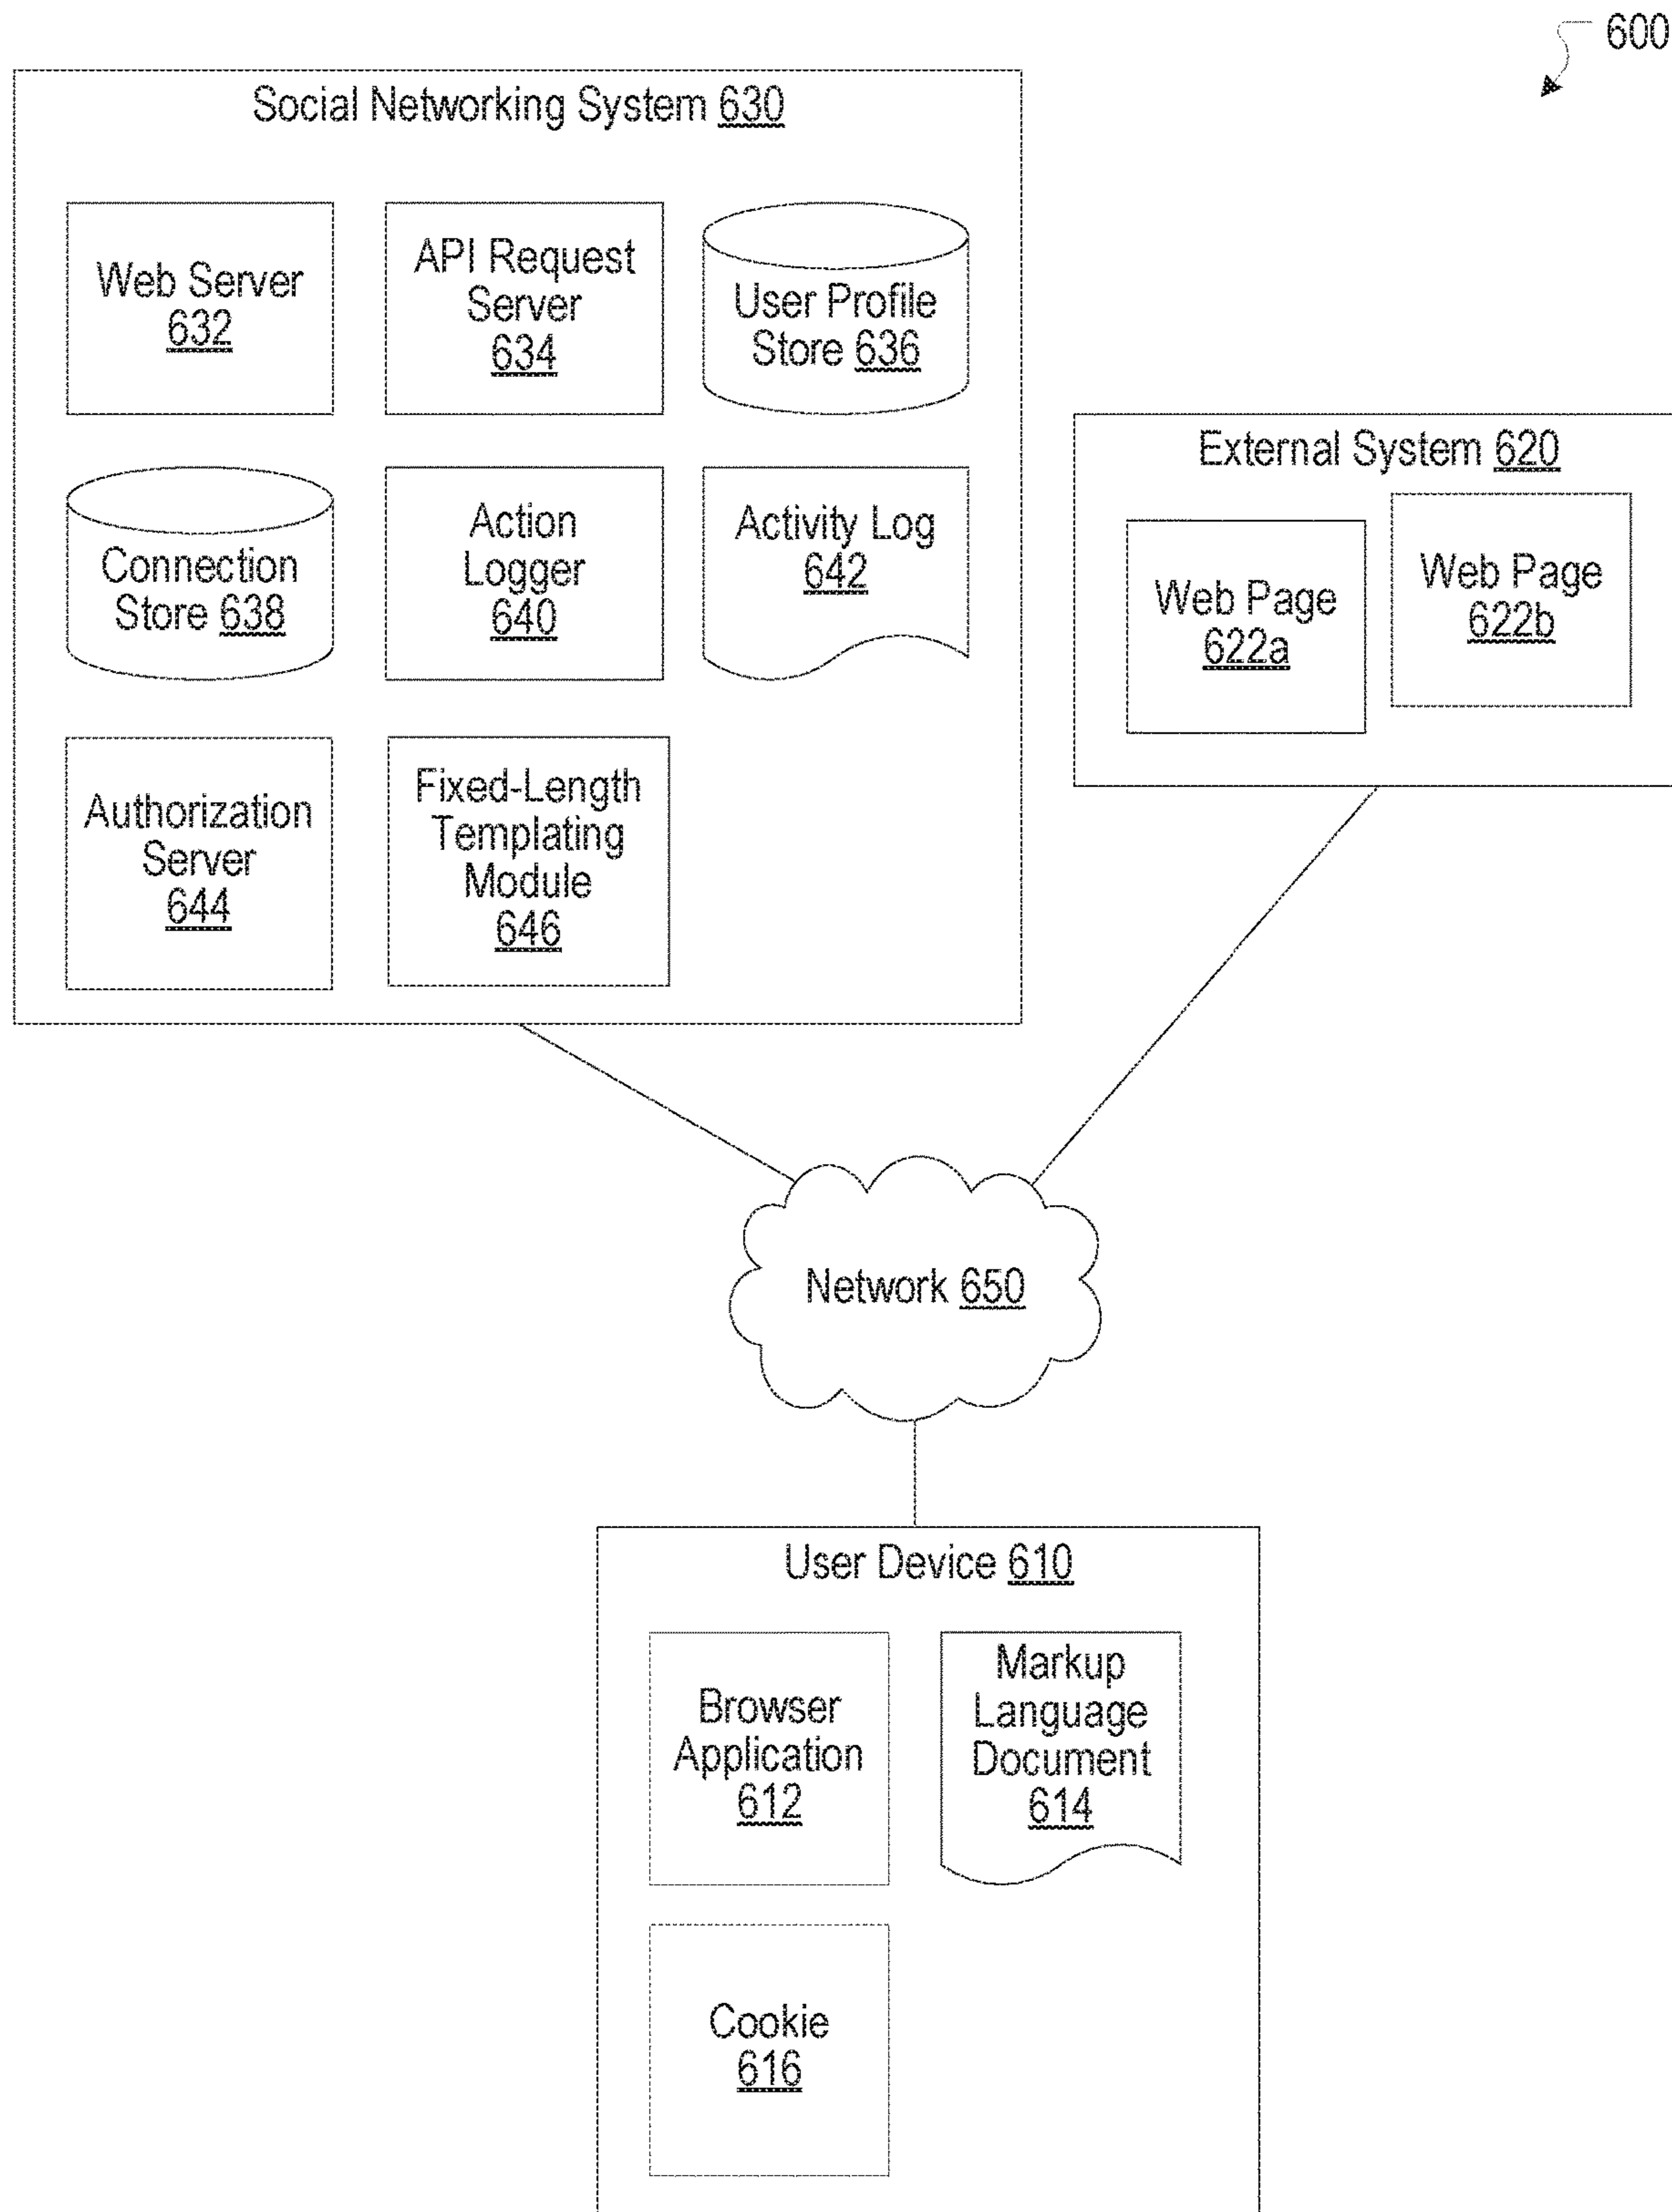 600
Social Networking System 630
Web Server
632
API Request
Server
634
User Profile
Store 636
Connection
Store 638
Action
Logger
640
Activity Log
642
Authorization
Server
644
Fixed-Length
Templating
Module
646
External System 620
Web Page
622a
Web Page
622b
Network 650
User Device 610
Browser
Application
612
Markup
Language
Document
614
Cookie
616